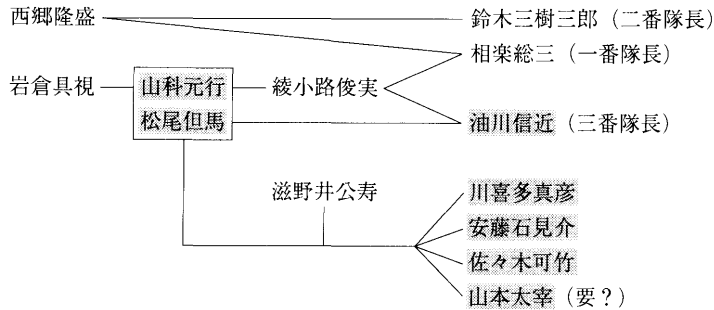 西郷隆盛
鈴木三樹三郎（二番隊長）
相楽総三（一番隊長）
岩倉具視
山科元行
綾小路俊実
松尾但馬
油川信近（三番隊長）
滋野井公寿
川喜多真彦
安藤石見介
佐々木可竹
山本太宰（要？）